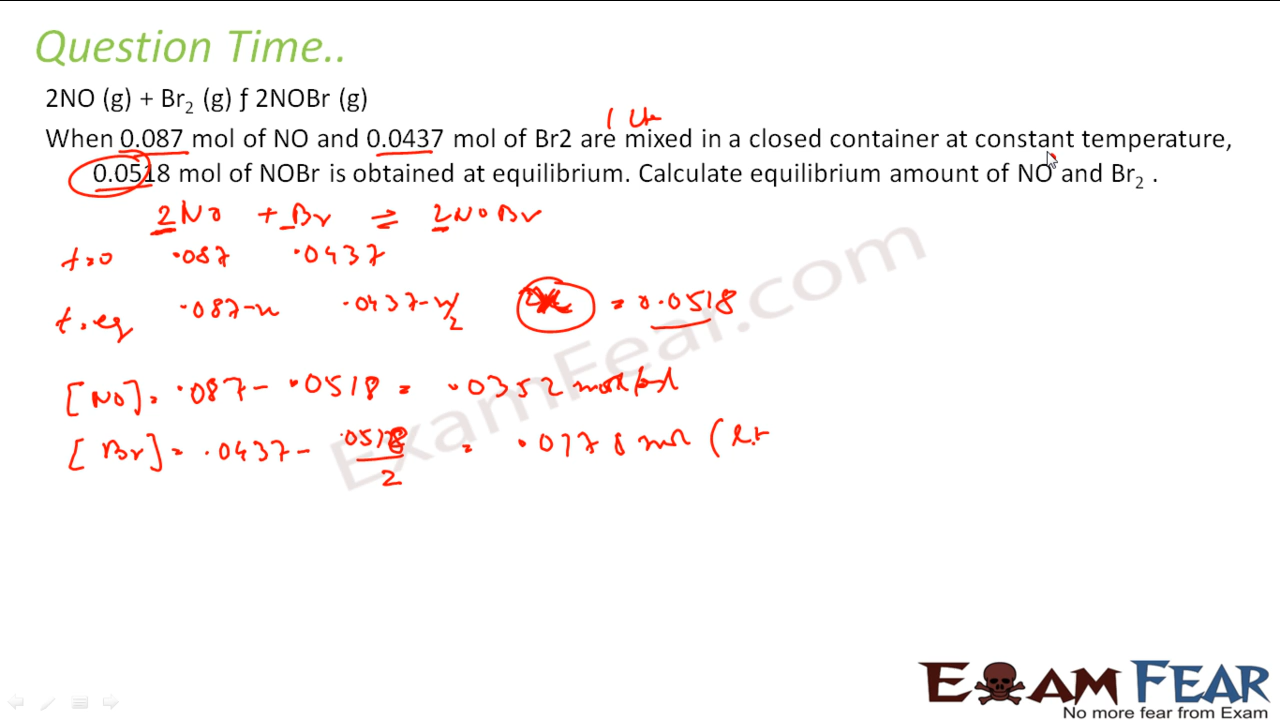 Question Time..
2NO (g) + Br2 (g) ƒ 2NOBr (g)
1 Ltr
When 0.087 mol of NO and 0.0437 mol of Br2 are mixed in a closed container at constant temperature,
0.0518 mol of NOBr is obtained at equilibrium. Calculate equilibrium amount of NO and Br2 .
2NO + Br ⇌ 2NOBr
t=0 .087 .0437
t=eq .087-x .0437-x/2 = 0.0518
[NO]= .087 - .0518 = .0352 mol
[Br]= .0437 - .0518/2 = .0178 mol (Lt
ExamFear.com
EXAM FEAR
No more fear from Exam